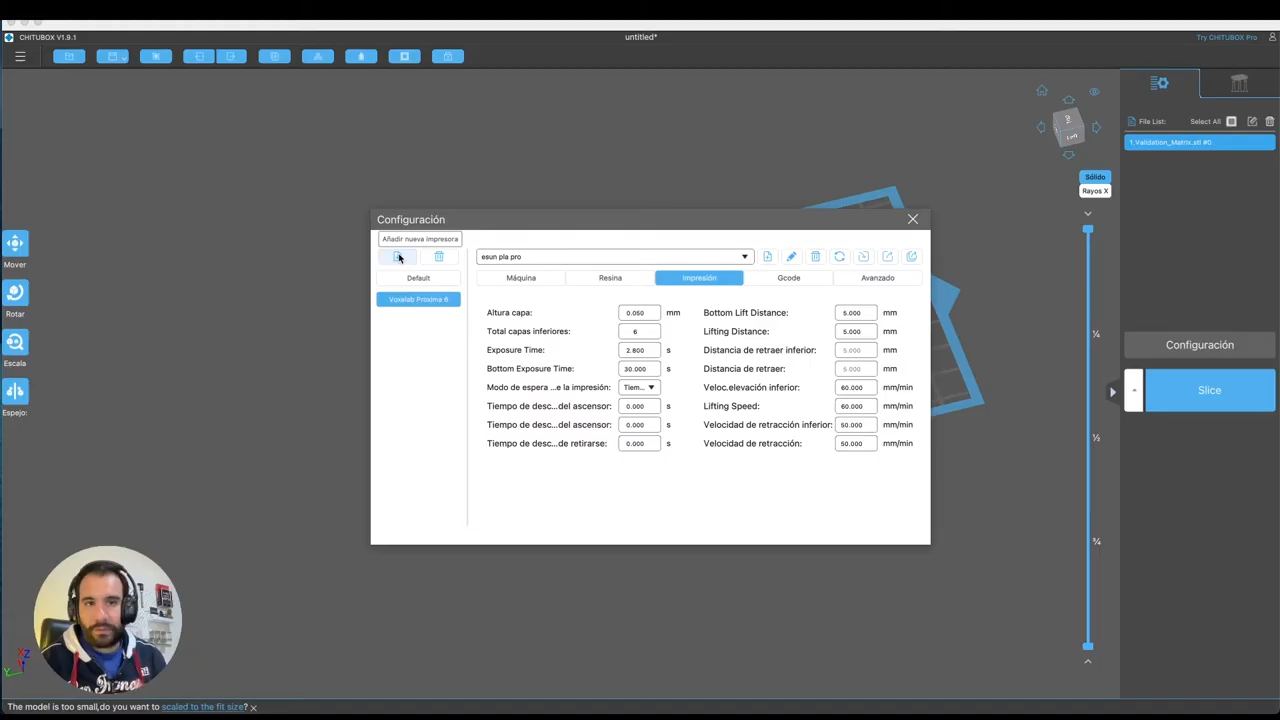 CHITUBOX V1.9.1
untitled*
Try CHITUBOX Pro
File List:
Select All
1.Validation_Matrix.stl #0
Left
Sólido
Rayos X
Configuración
Añadir nueva impresora
esun pla pro
Default
Voxelab Proxima 6
Máquina
Resina
Impresión
Gcode
Avanzado
Altura capa: 0.050 mm
Bottom Lift Distance: 5.000 mm
Total capas inferiores: 6
Lifting Distance: 5.000 mm
Exposure Time: 2.800 s
Distancia de retraer inferior: 5.000 mm
Bottom Exposure Time: 30.000 s
Distancia de retraer: 5.000 mm
Modo de espera ...e la impresión: Tiem...
Veloc.elevación inferior: 60.000 mm/min
Tiempo de desc...del ascensor: 0.000 s
Lifting Speed: 60.000 mm/min
Tiempo de desc...del ascensor: 0.000 s
Velocidad de retracción inferior: 50.000 mm/min
Tiempo de desc...de retirarse: 0.000 s
Velocidad de retracción: 50.000 mm/min
Mover
Rotar
Escala
Espejo:
¼
½
¾
Configuración
Slice
Z
X
Y
The model is too small,do you want to scaled to the fit size?